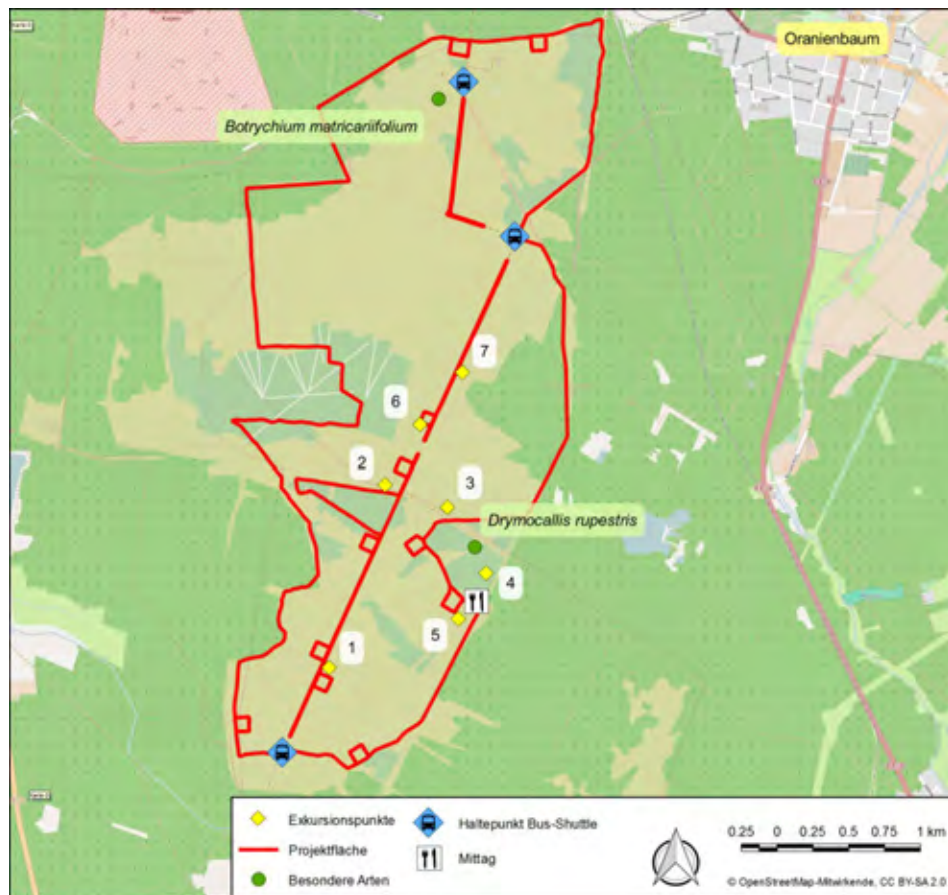 Oranienbaum
Botrychium matricariifolium
7
6
2
3
Drymocallis rupestris
4
5
1
Exkursionspunkte
Haltepunkt Bus-Shuttle
Projektfläche
Mittag
Besondere Arten
0.25 0 0.25 0.5 0.75 1 km
© OpenStreetMap-Mitwirkende, CC BY-SA 2.0